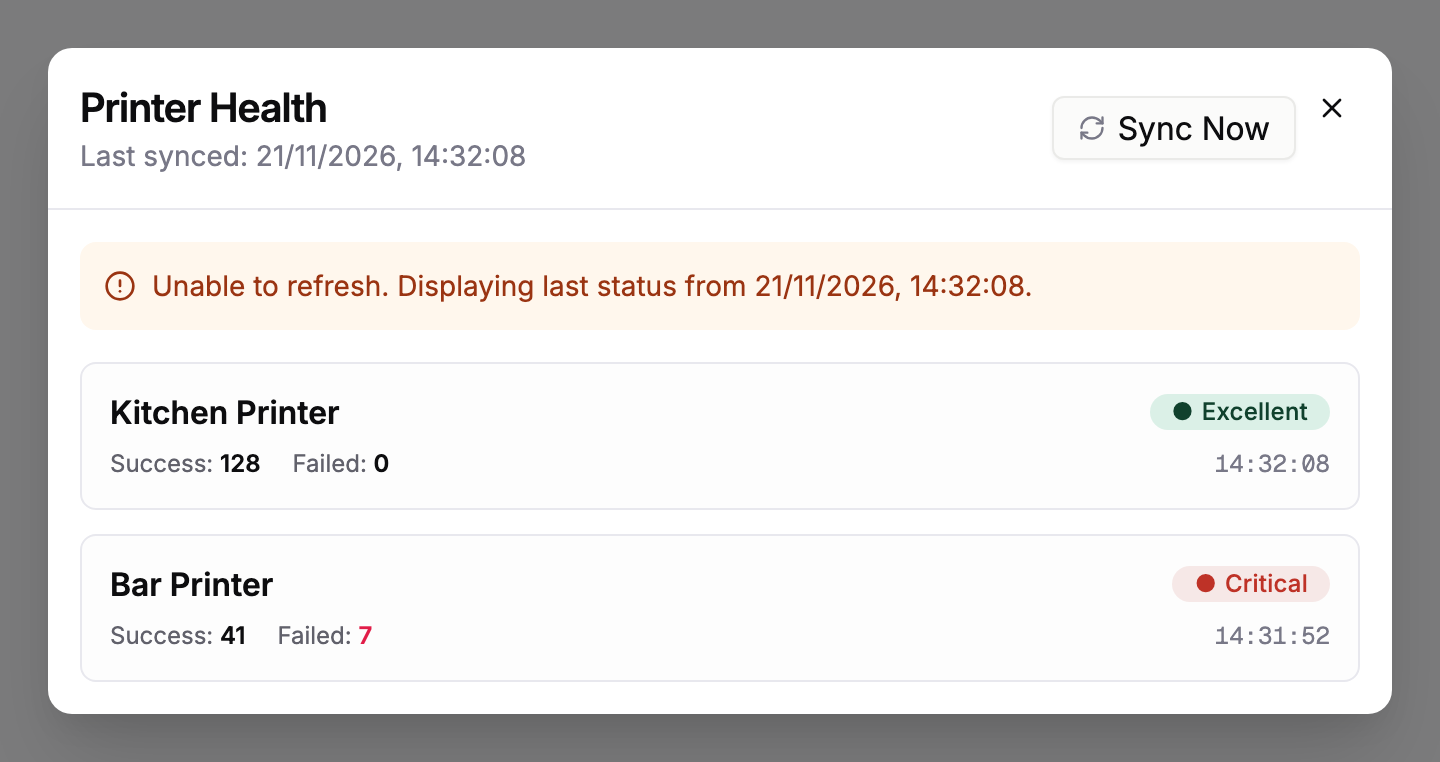 Printer Health
Last synced: 21/11/2026, 14:32:08
Sync Now
Unable to refresh. Displaying last status from 21/11/2026, 14:32:08.
Kitchen Printer
Excellent
Success: 128 Failed: 0
14:32:08
Bar Printer
Critical
Success: 41 Failed: 7
14:31:52